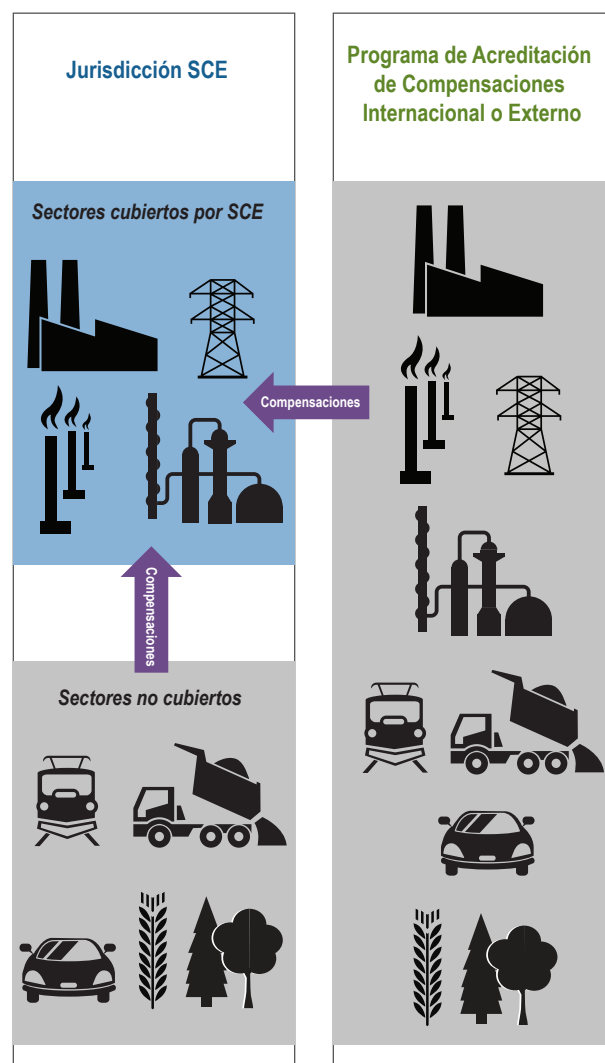 Jurisdicción SCE
Programa de Acreditación
de Compensaciones
Internacional o Externo
Sectores cubiertos por SCE
Compensaciones
Compensaciones
Sectores no cubiertos